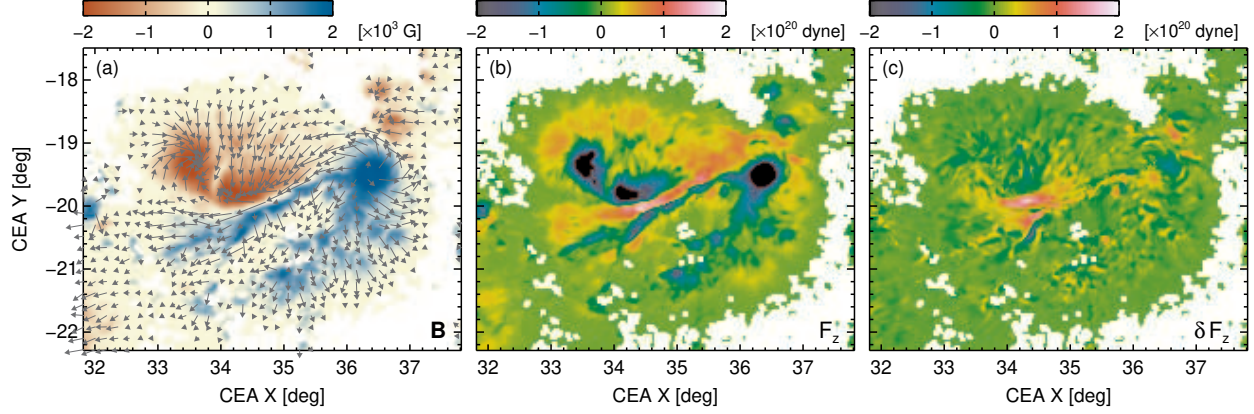 −2 −1 0 1 2 [×10³ G]
−2 −1 0 1 2 [×10²⁰ dyne]
−2 −1 0 1 2 [×10²⁰ dyne]
(a)
(b)
(c)
−18
−19
−20
−21
−22
CEA Y [deg]
B
F_z
δF_z
32 33 34 35 36 37
32 33 34 35 36 37
32 33 34 35 36 37
CEA X [deg]
CEA X [deg]
CEA X [deg]